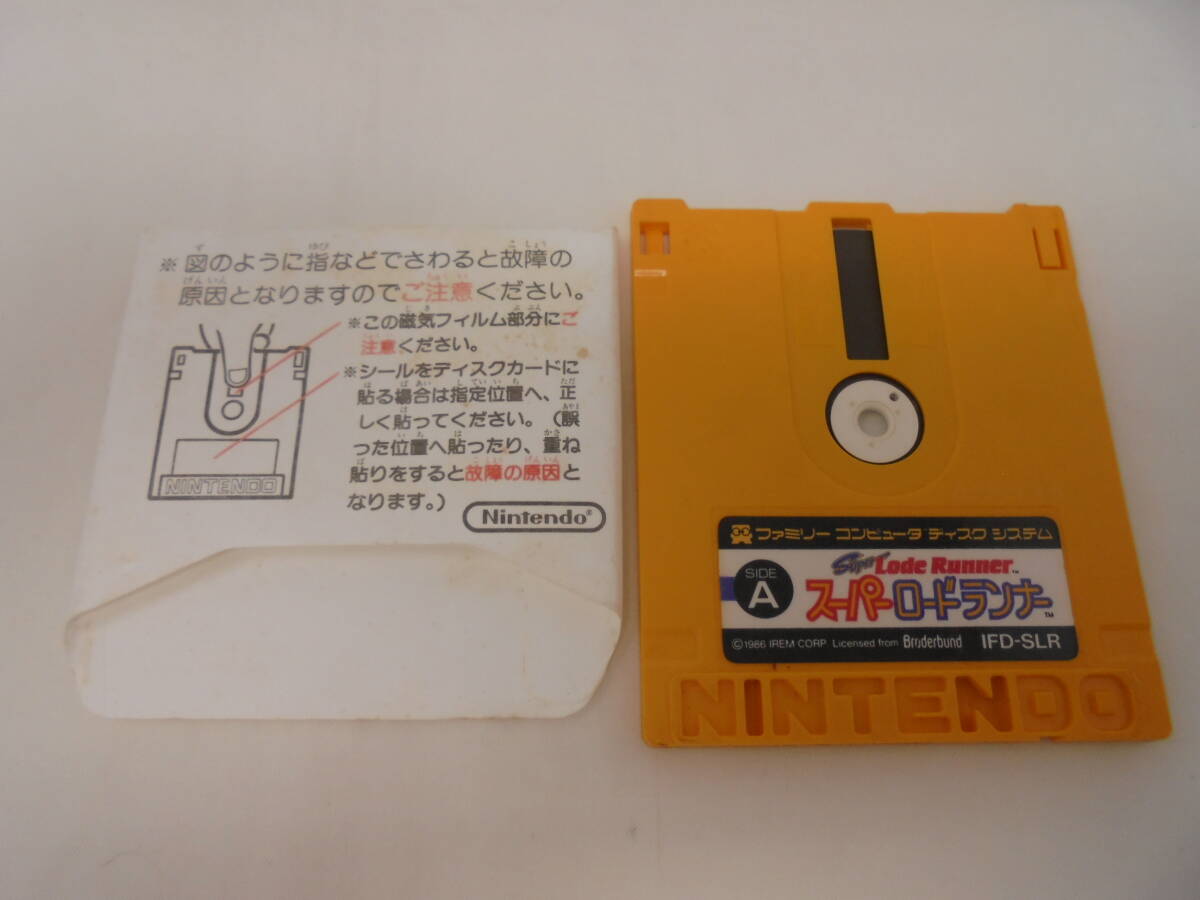 ※図のように指などでさわると故障の
原因となりますのでご注意ください。
※この磁気フィルム部分にご
注意ください。
※シールをディスクカードに
貼る場合は指定位置へ、正
しく貼ってください。(誤
った位置へ貼ったり、重ね
貼りをすると故障の原因と
なります。)
NINTENDO
Nintendo®
ファミリー コンピュータ ディスク システム
SIDE
A
Super Lode Runner™
スーパーロードランナー™
©1986 IREM CORP. Licensed from Brøderbund IFD-SLR
NINTENDO